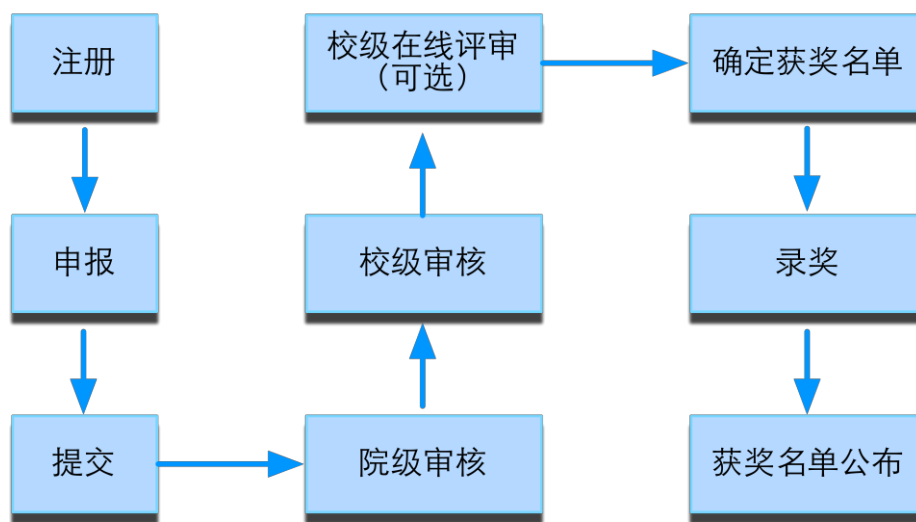 注册
申报
提交
院级审核
校级审核
校级在线评审
（可选）
确定获奖名单
录奖
获奖名单公布